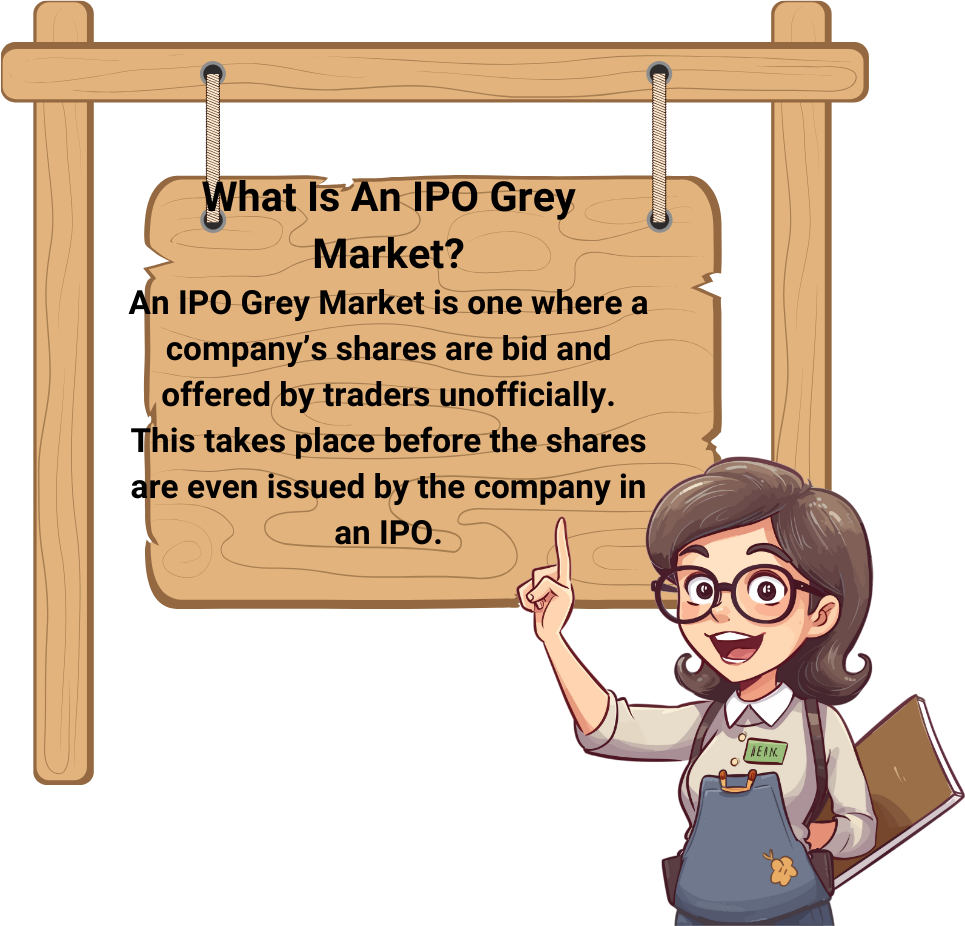 What Is An IPO Grey
Market?
An IPO Grey Market is one where a
company’s shares are bid and
offered by traders unofficially.
This takes place before the shares
are even issued by the company in
an IPO.